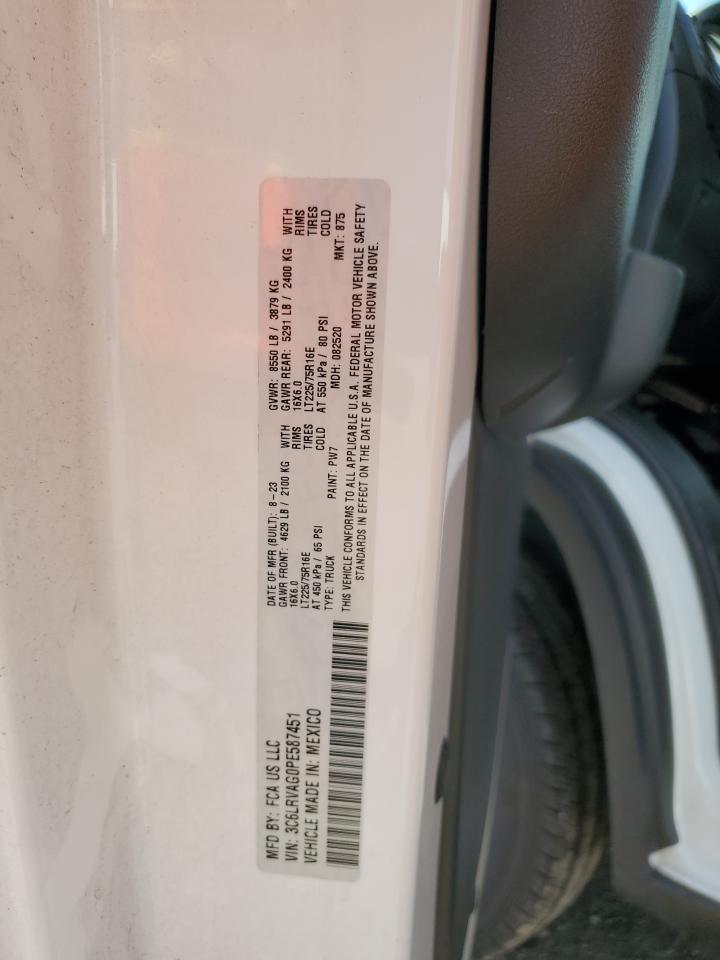 MFD BY: FCA US LLC
VIN: 3C6LRVAG0PE587451
VEHICLE MADE IN: MEXICO
DATE OF MFR (BUILT): 8-23 GVWR: 8550 LB / 3879 KG
GAWR FRONT: 4629 LB / 2100 KG WITH GAWR REAR: 5291 LB / 2400 KG WITH
16X6.0 RIMS 16X6.0 RIMS
LT225/75R16E TIRES LT225/75R16E TIRES
AT 450 kPa / 65 PSI COLD AT 550 kPa / 80 PSI COLD
TYPE: TRUCK PAINT: PW7 MDH: 082520 MKT: 875
THIS VEHICLE CONFORMS TO ALL APPLICABLE U.S.A. FEDERAL MOTOR VEHICLE SAFETY
STANDARDS IN EFFECT ON THE DATE OF MANUFACTURE SHOWN ABOVE.